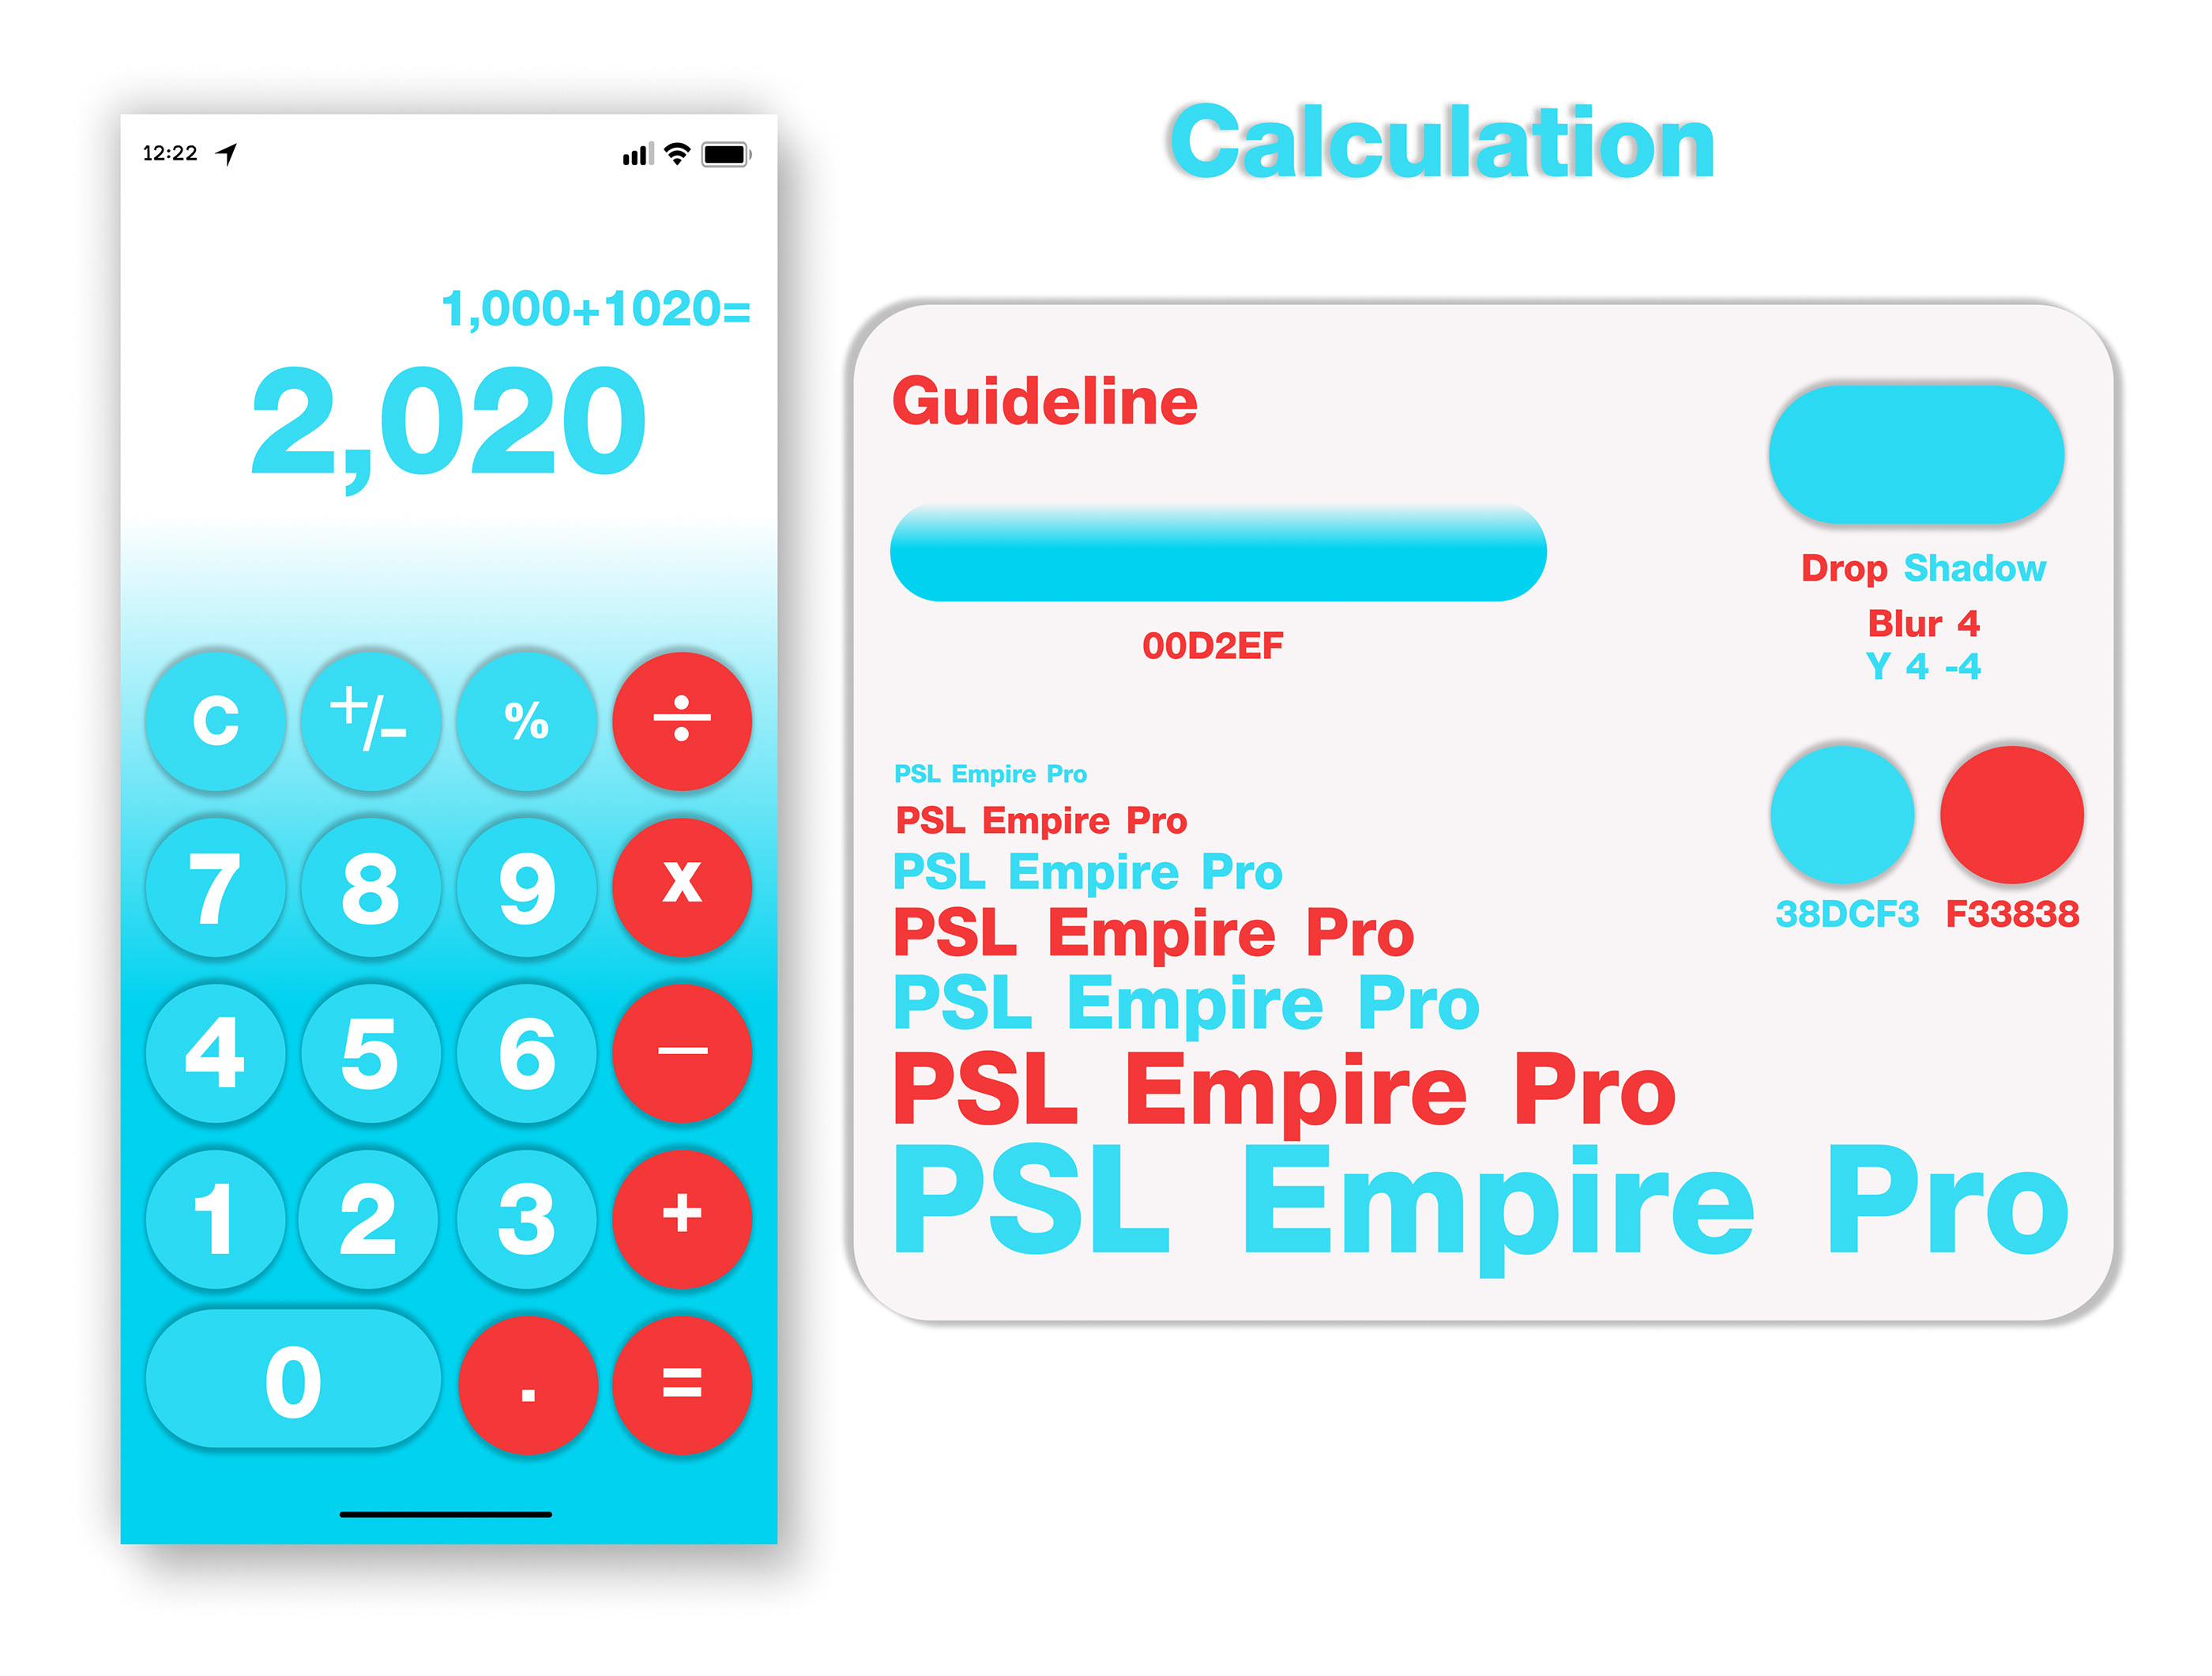 12:22
1,000+1020=
2,020
C +/- % ÷
7 8 9 x
4 5 6 —
1 2 3 +
0 . =
Calculation
Guideline
00D2EF
Drop Shadow
Blur 4
Y 4 -4
38DCF3 F33838
PSL Empire Pro
PSL Empire Pro
PSL Empire Pro
PSL Empire Pro
PSL Empire Pro
PSL Empire Pro
PSL Empire Pro